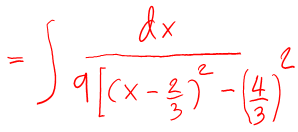 = ∫ dx / 9[(x - 2/3)² - (4/3)²